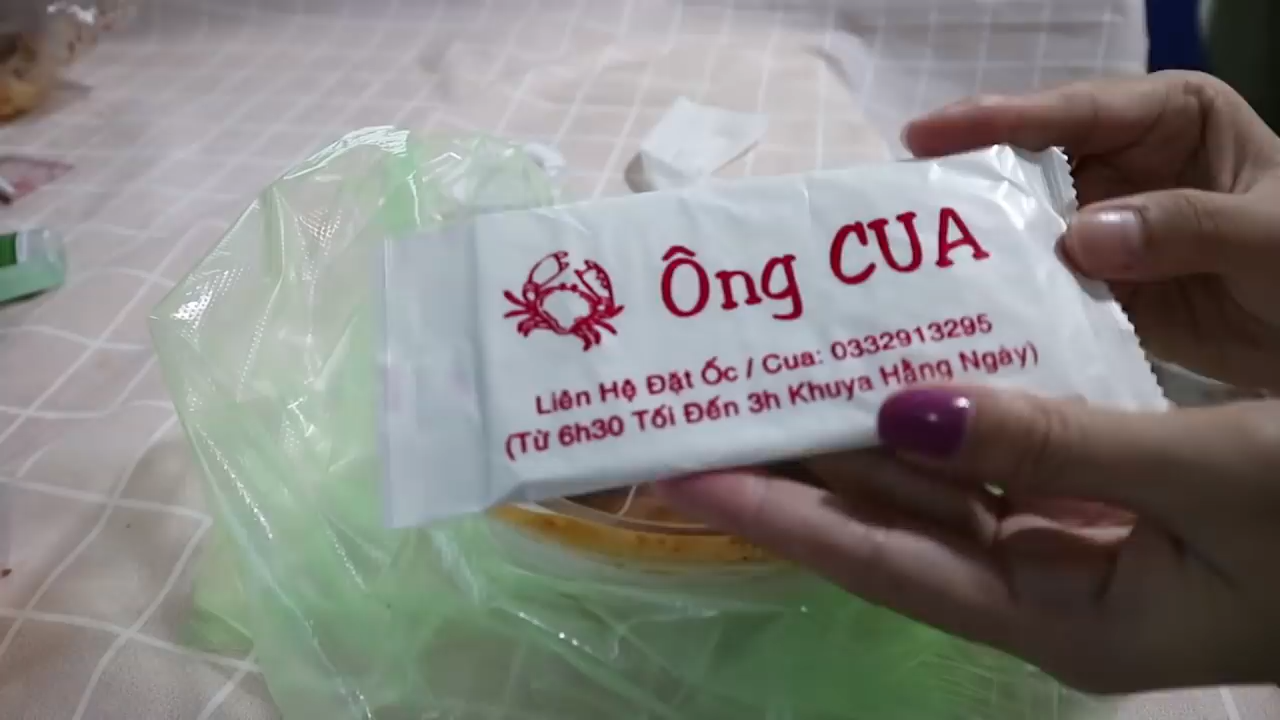 Ông CUA
Liên Hệ Đặt Ốc / Cua: 0332913295
(Từ 6h30 Tối Đến 3h Khuya Hằng Ngày)